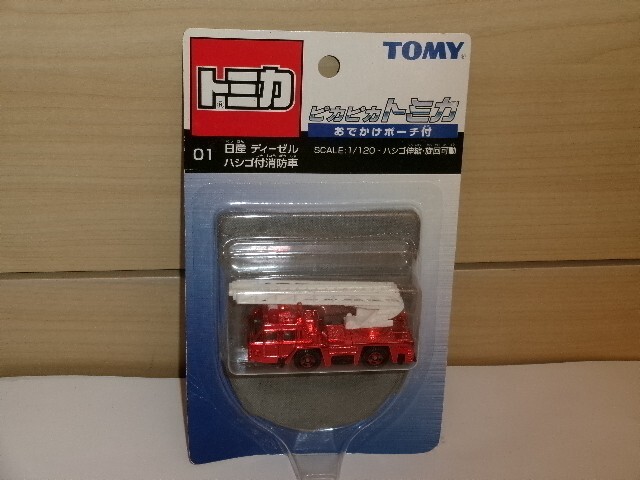 トミカ
TOMY
ピカピカトミカ
おでかけポーチ付
01
日産 ディーゼル
ハシゴ付消防車
SCALE:1/120・ハシゴ伸縮・旋回可動